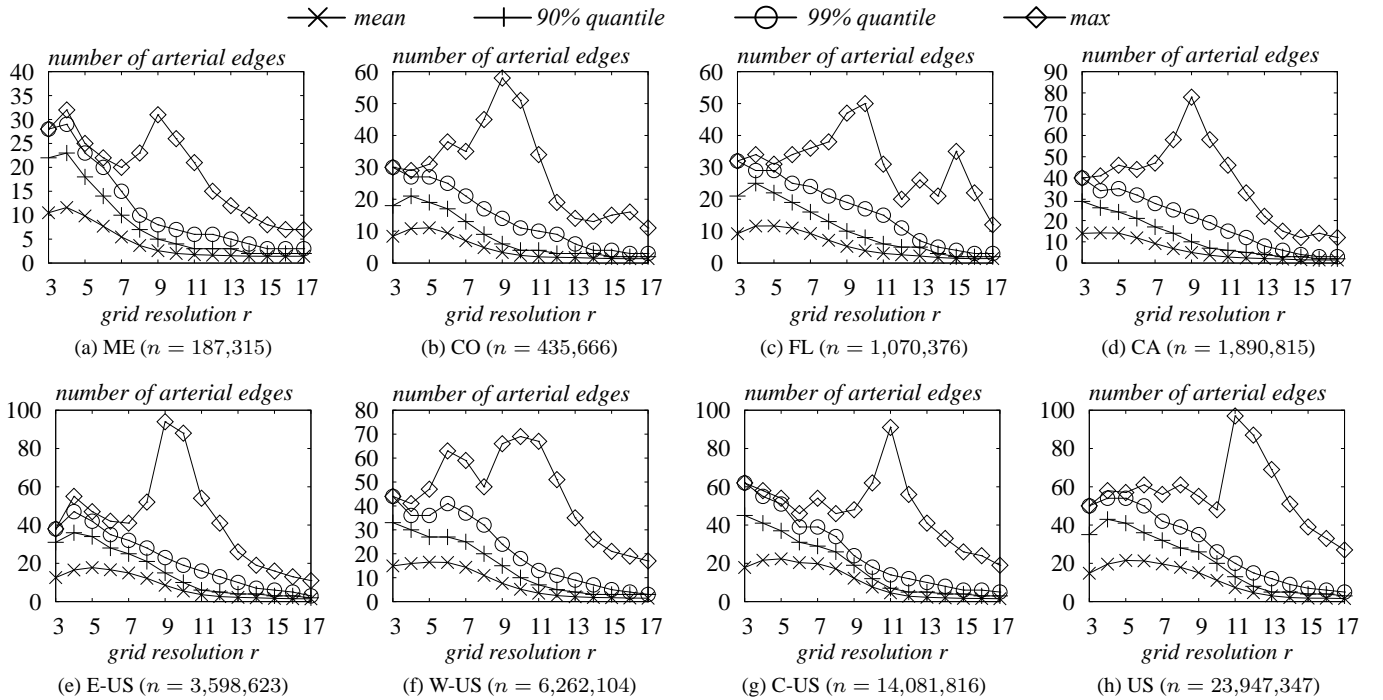 mean 90% quantile 99% quantile max
number of arterial edges number of arterial edges number of arterial edges number of arterial edges
40
35
30
25
20
15
10
5
0
3 5 7 9 11 13 15 17
grid resolution r
(a) ME (n = 187,315)
60
50
40
30
20
10
0
3 5 7 9 11 13 15 17
grid resolution r
(b) CO (n = 435,666)
60
50
40
30
20
10
0
3 5 7 9 11 13 15 17
grid resolution r
(c) FL (n = 1,070,376)
90
80
70
60
50
40
30
20
10
0
3 5 7 9 11 13 15 17
grid resolution r
(d) CA (n = 1,890,815)
number of arterial edges number of arterial edges number of arterial edges number of arterial edges
100
80
60
40
20
0
3 5 7 9 11 13 15 17
grid resolution r
(e) E-US (n = 3,598,623)
80
70
60
50
40
30
20
10
0
3 5 7 9 11 13 15 17
grid resolution r
(f) W-US (n = 6,262,104)
100
80
60
40
20
0
3 5 7 9 11 13 15 17
grid resolution r
(g) C-US (n = 14,081,816)
100
80
60
40
20
0
3 5 7 9 11 13 15 17
grid resolution r
(h) US (n = 23,947,347)